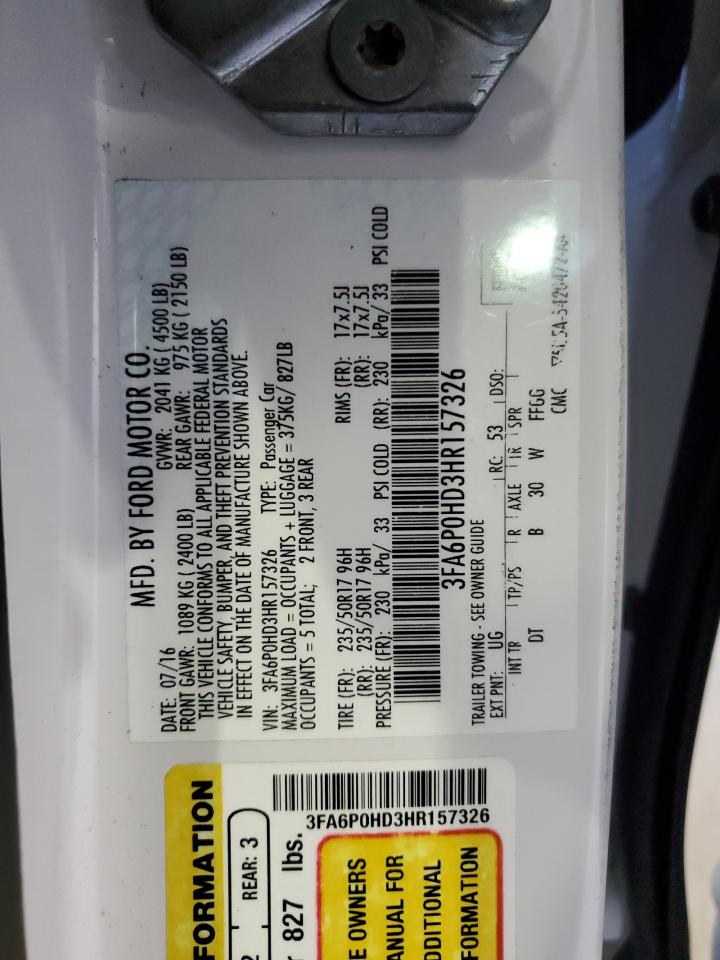 MFD. BY FORD MOTOR CO.
DATE: 07/16 GVWR: 2041 KG ( 4500 LB)
FRONT GAWR: 1089 KG ( 2400 LB) REAR GAWR: 975 KG ( 2150 LB)
THIS VEHICLE CONFORMS TO ALL APPLICABLE FEDERAL MOTOR
VEHICLE SAFETY, BUMPER, AND THEFT PREVENTION STANDARDS
IN EFFECT ON THE DATE OF MANUFACTURE SHOWN ABOVE.
VIN: 3FA6P0HD3HR157326 TYPE: Passenger Car
MAXIMUM LOAD = OCCUPANTS + LUGGAGE = 375KG/ 827LB
OCCUPANTS = 5 TOTAL; 2 FRONT, 3 REAR
TIRE (FR): 235/50R17 96H RIMS (FR): 17x7.5J
(RR): 235/50R17 96H (RR): 17x7.5J
PRESSURE (FR): 230 kPa/ 33 PSI COLD (RR): 230 kPa/ 33 PSI COLD
3FA6P0HD3HR157326
TRAILER TOWING - SEE OWNER GUIDE
EXT PNT: UG RC: 53 DSO:
INT TR TP/PS R AXLE TR SPR
DT B 30 W FFGG
CMC
FORMATION
2 REAR: 3
827 lbs.
3FA6P0HD3HR157326
E OWNERS
ANUAL FOR
DDITIONAL
FORMATION